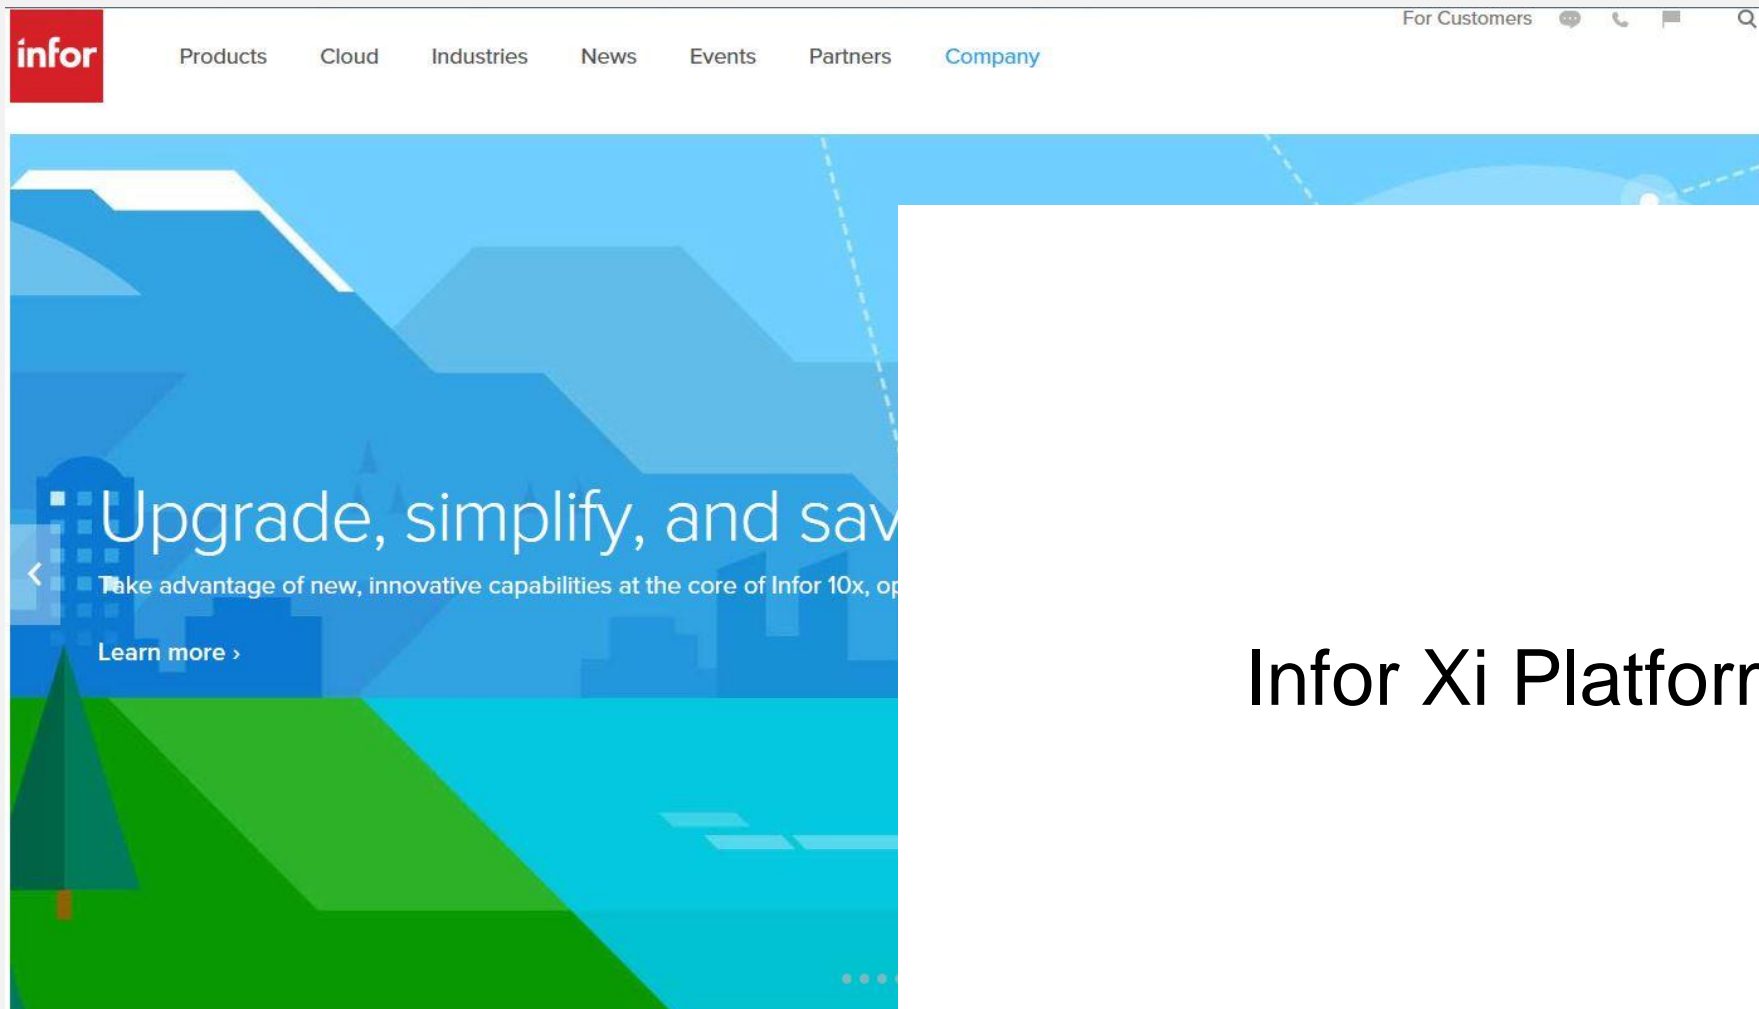 For Customers
infor
Products Cloud Industries News Events Partners Company
Upgrade, simplify, and sav
Take advantage of new, innovative capabilities at the core of Infor 10x, op
Learn more ›
Infor Xi Platfor